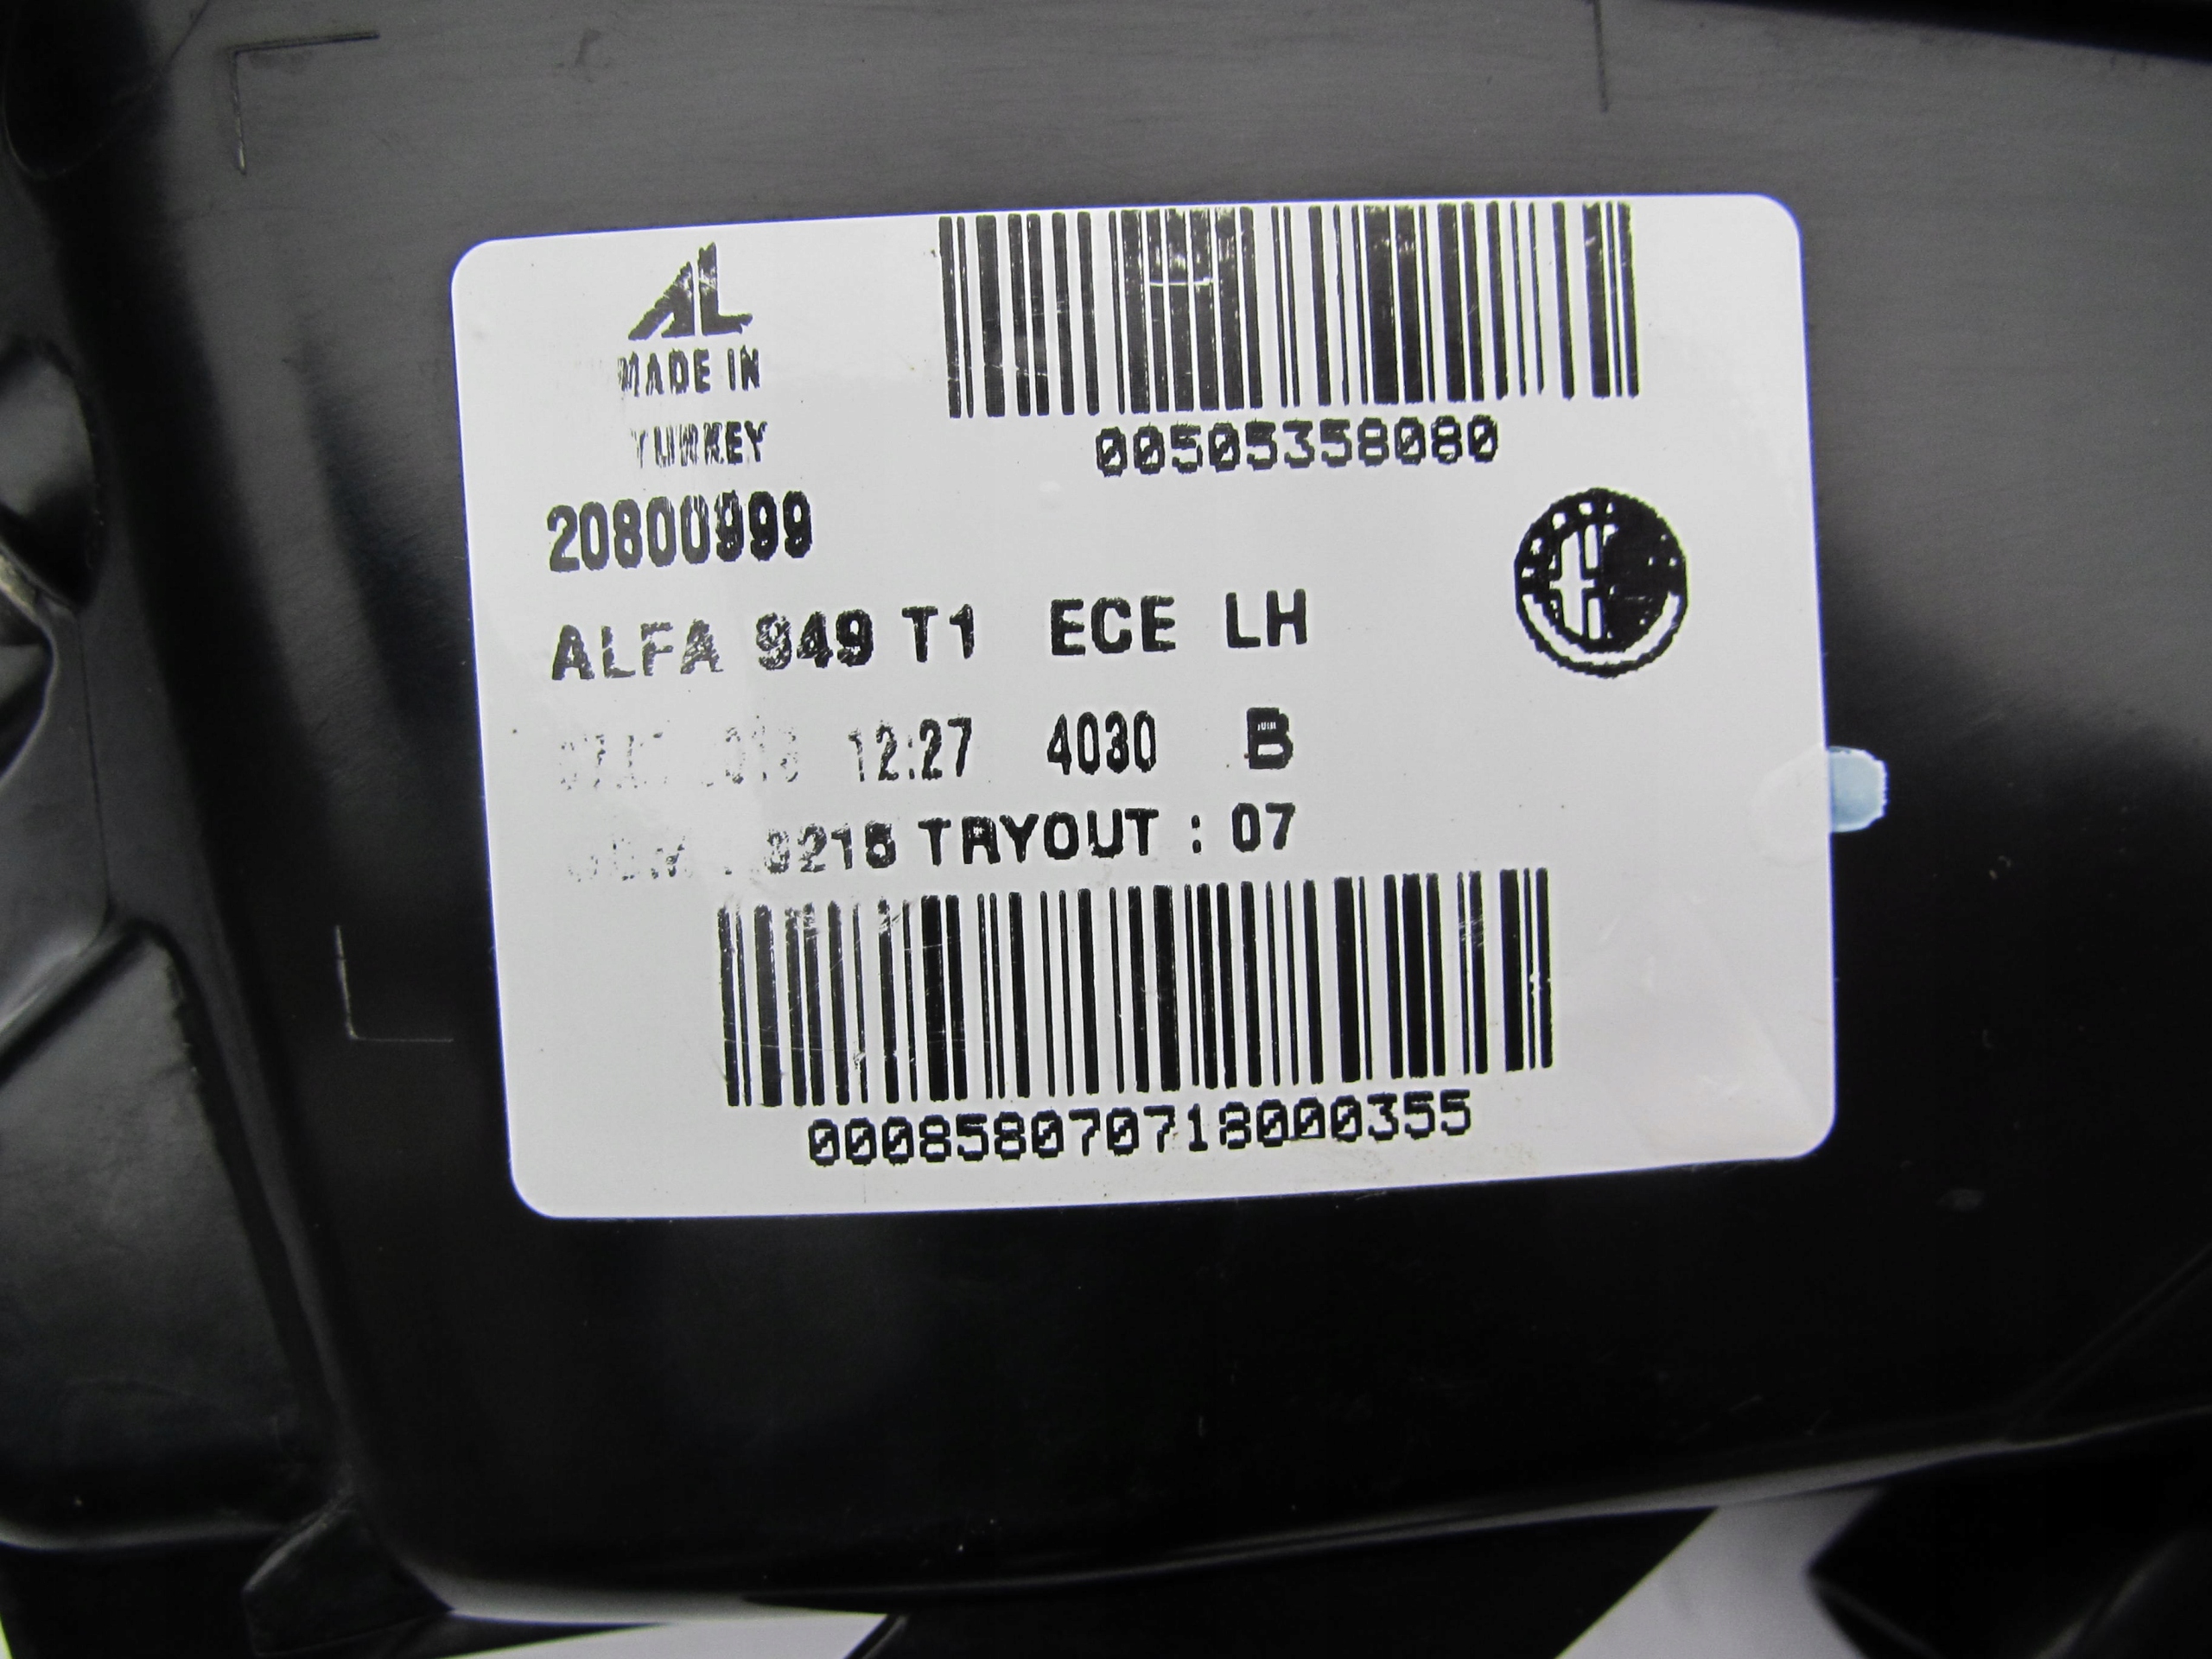 AL
MADE IN
TURKEY
00505358080
20800999
ALFA 949 T1 ECE LH
12:27 4030 B
TRYOUT : 07
000858070718000355